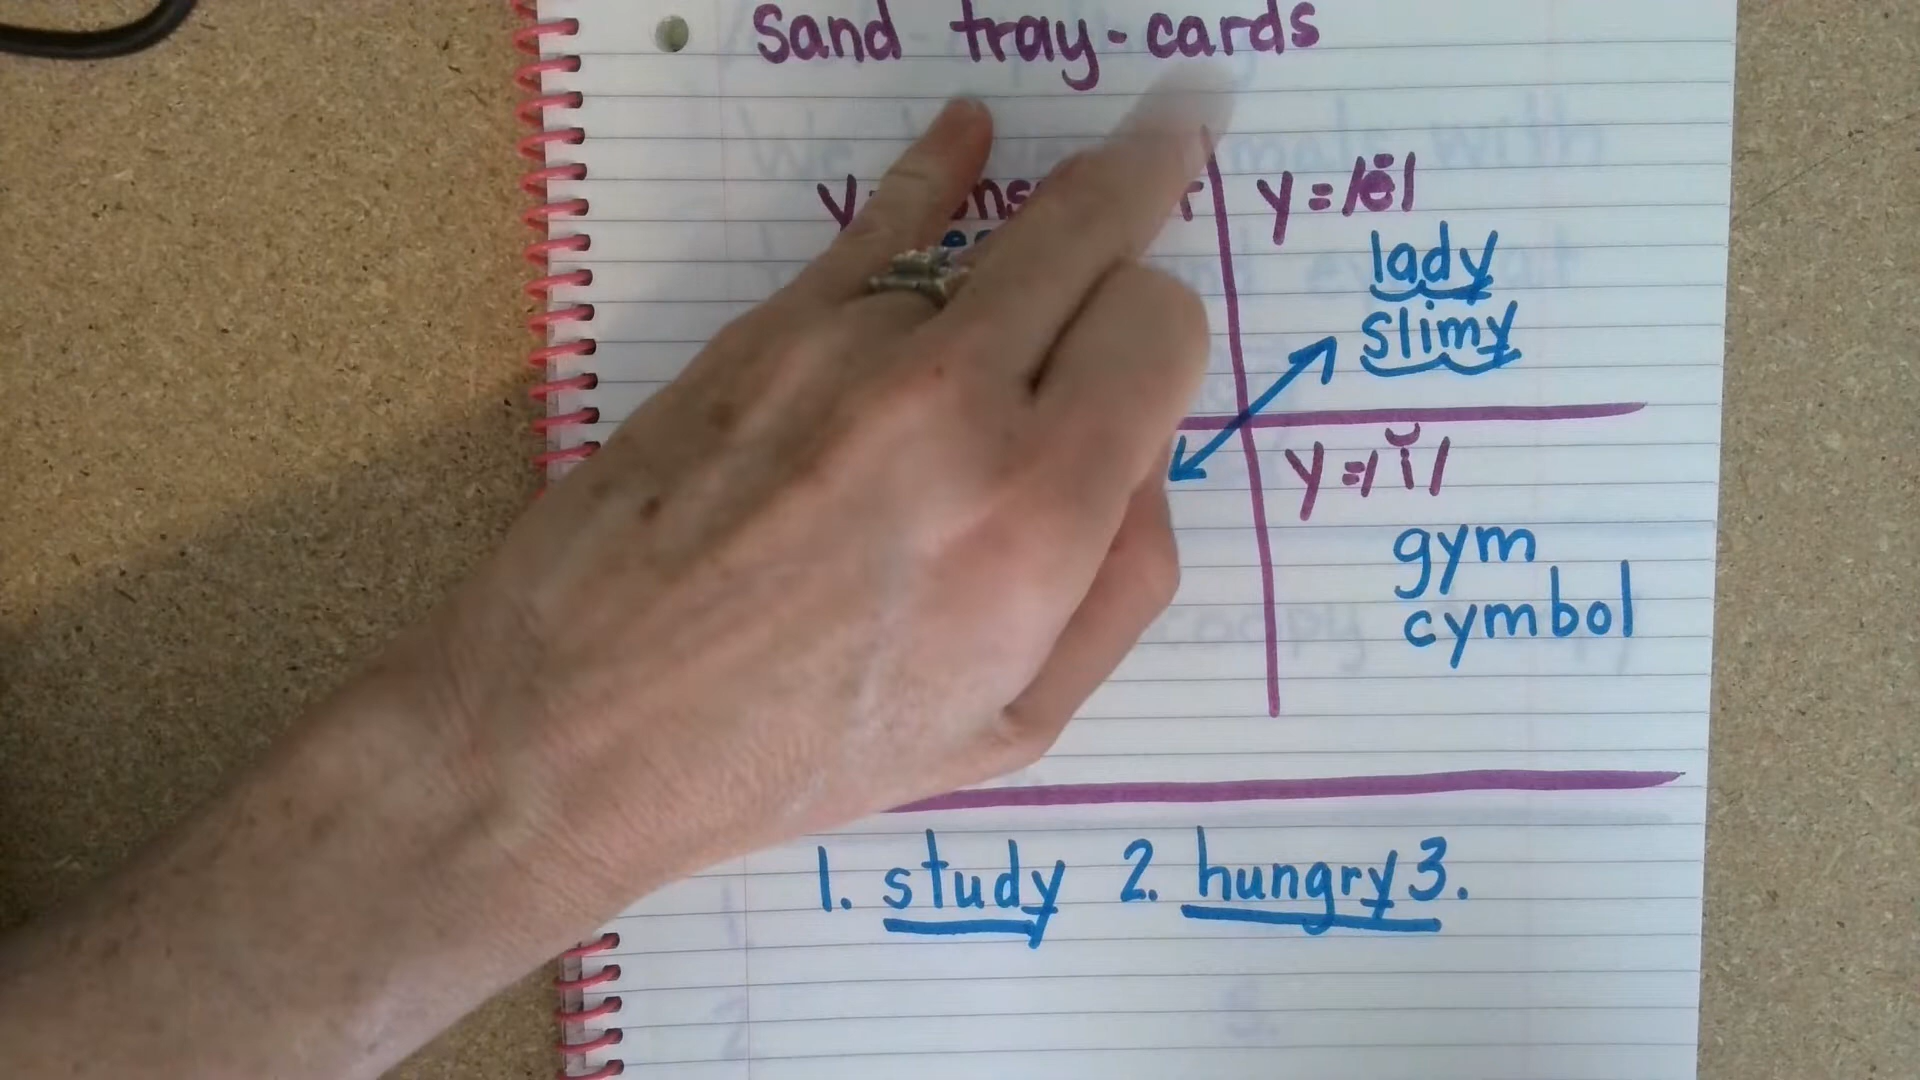 sand tray - cards
y = /ē/
lady
slimy
y = /ĭ/
gym
cymbol
1. study 2. hungry 3.